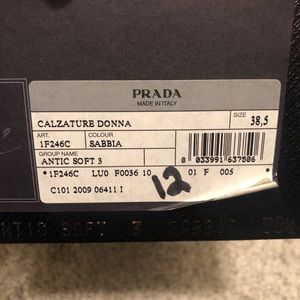 PRADA
MADE IN ITALY
CALZATURE DONNA
SIZE 38,5
ART. COLOUR
1F246C SABBIA
GROUP NAME
ANTIC SOFT 3
8 033991 637506
*1F246C LU0 F0036 10 01 F 005
C101 2009 06411 I
12